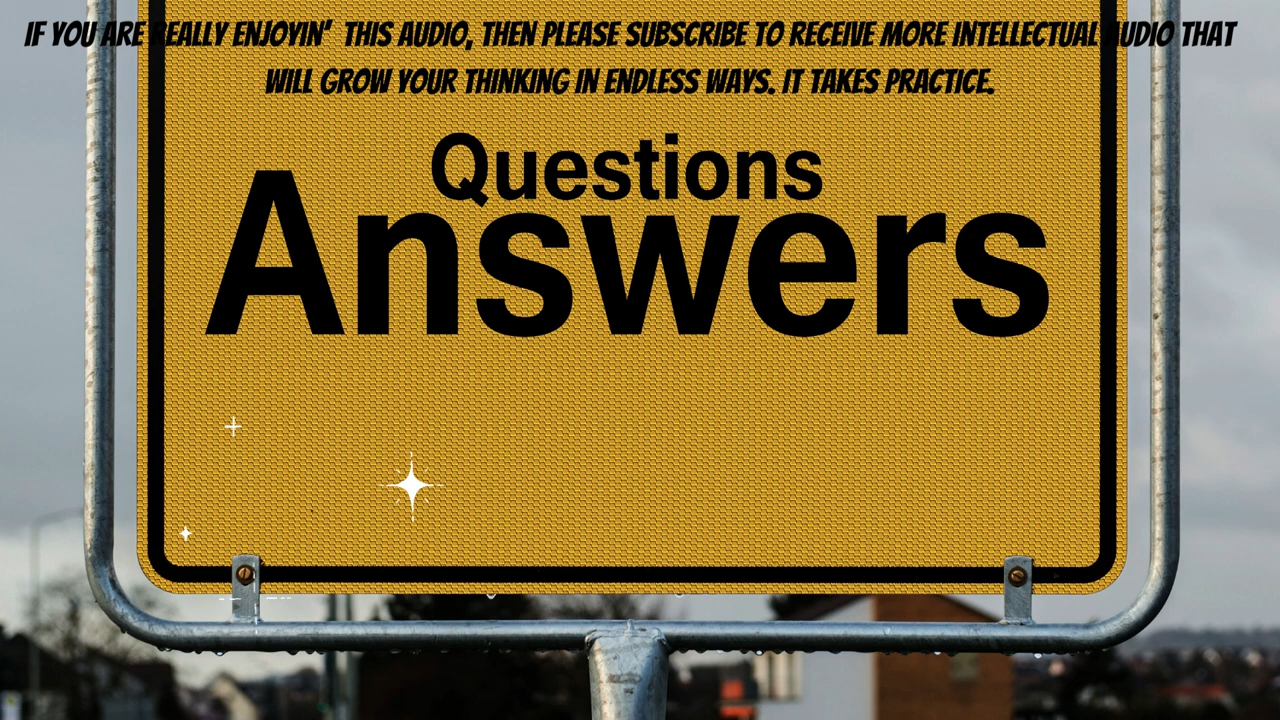 IF YOU ARE REALLY ENJOYIN' THIS AUDIO, THEN PLEASE SUBSCRIBE TO RECEIVE MORE INTELLECTUAL AUDIO THAT
WILL GROW YOUR THINKING IN ENDLESS WAYS. IT TAKES PRACTICE.
Questions
Answers